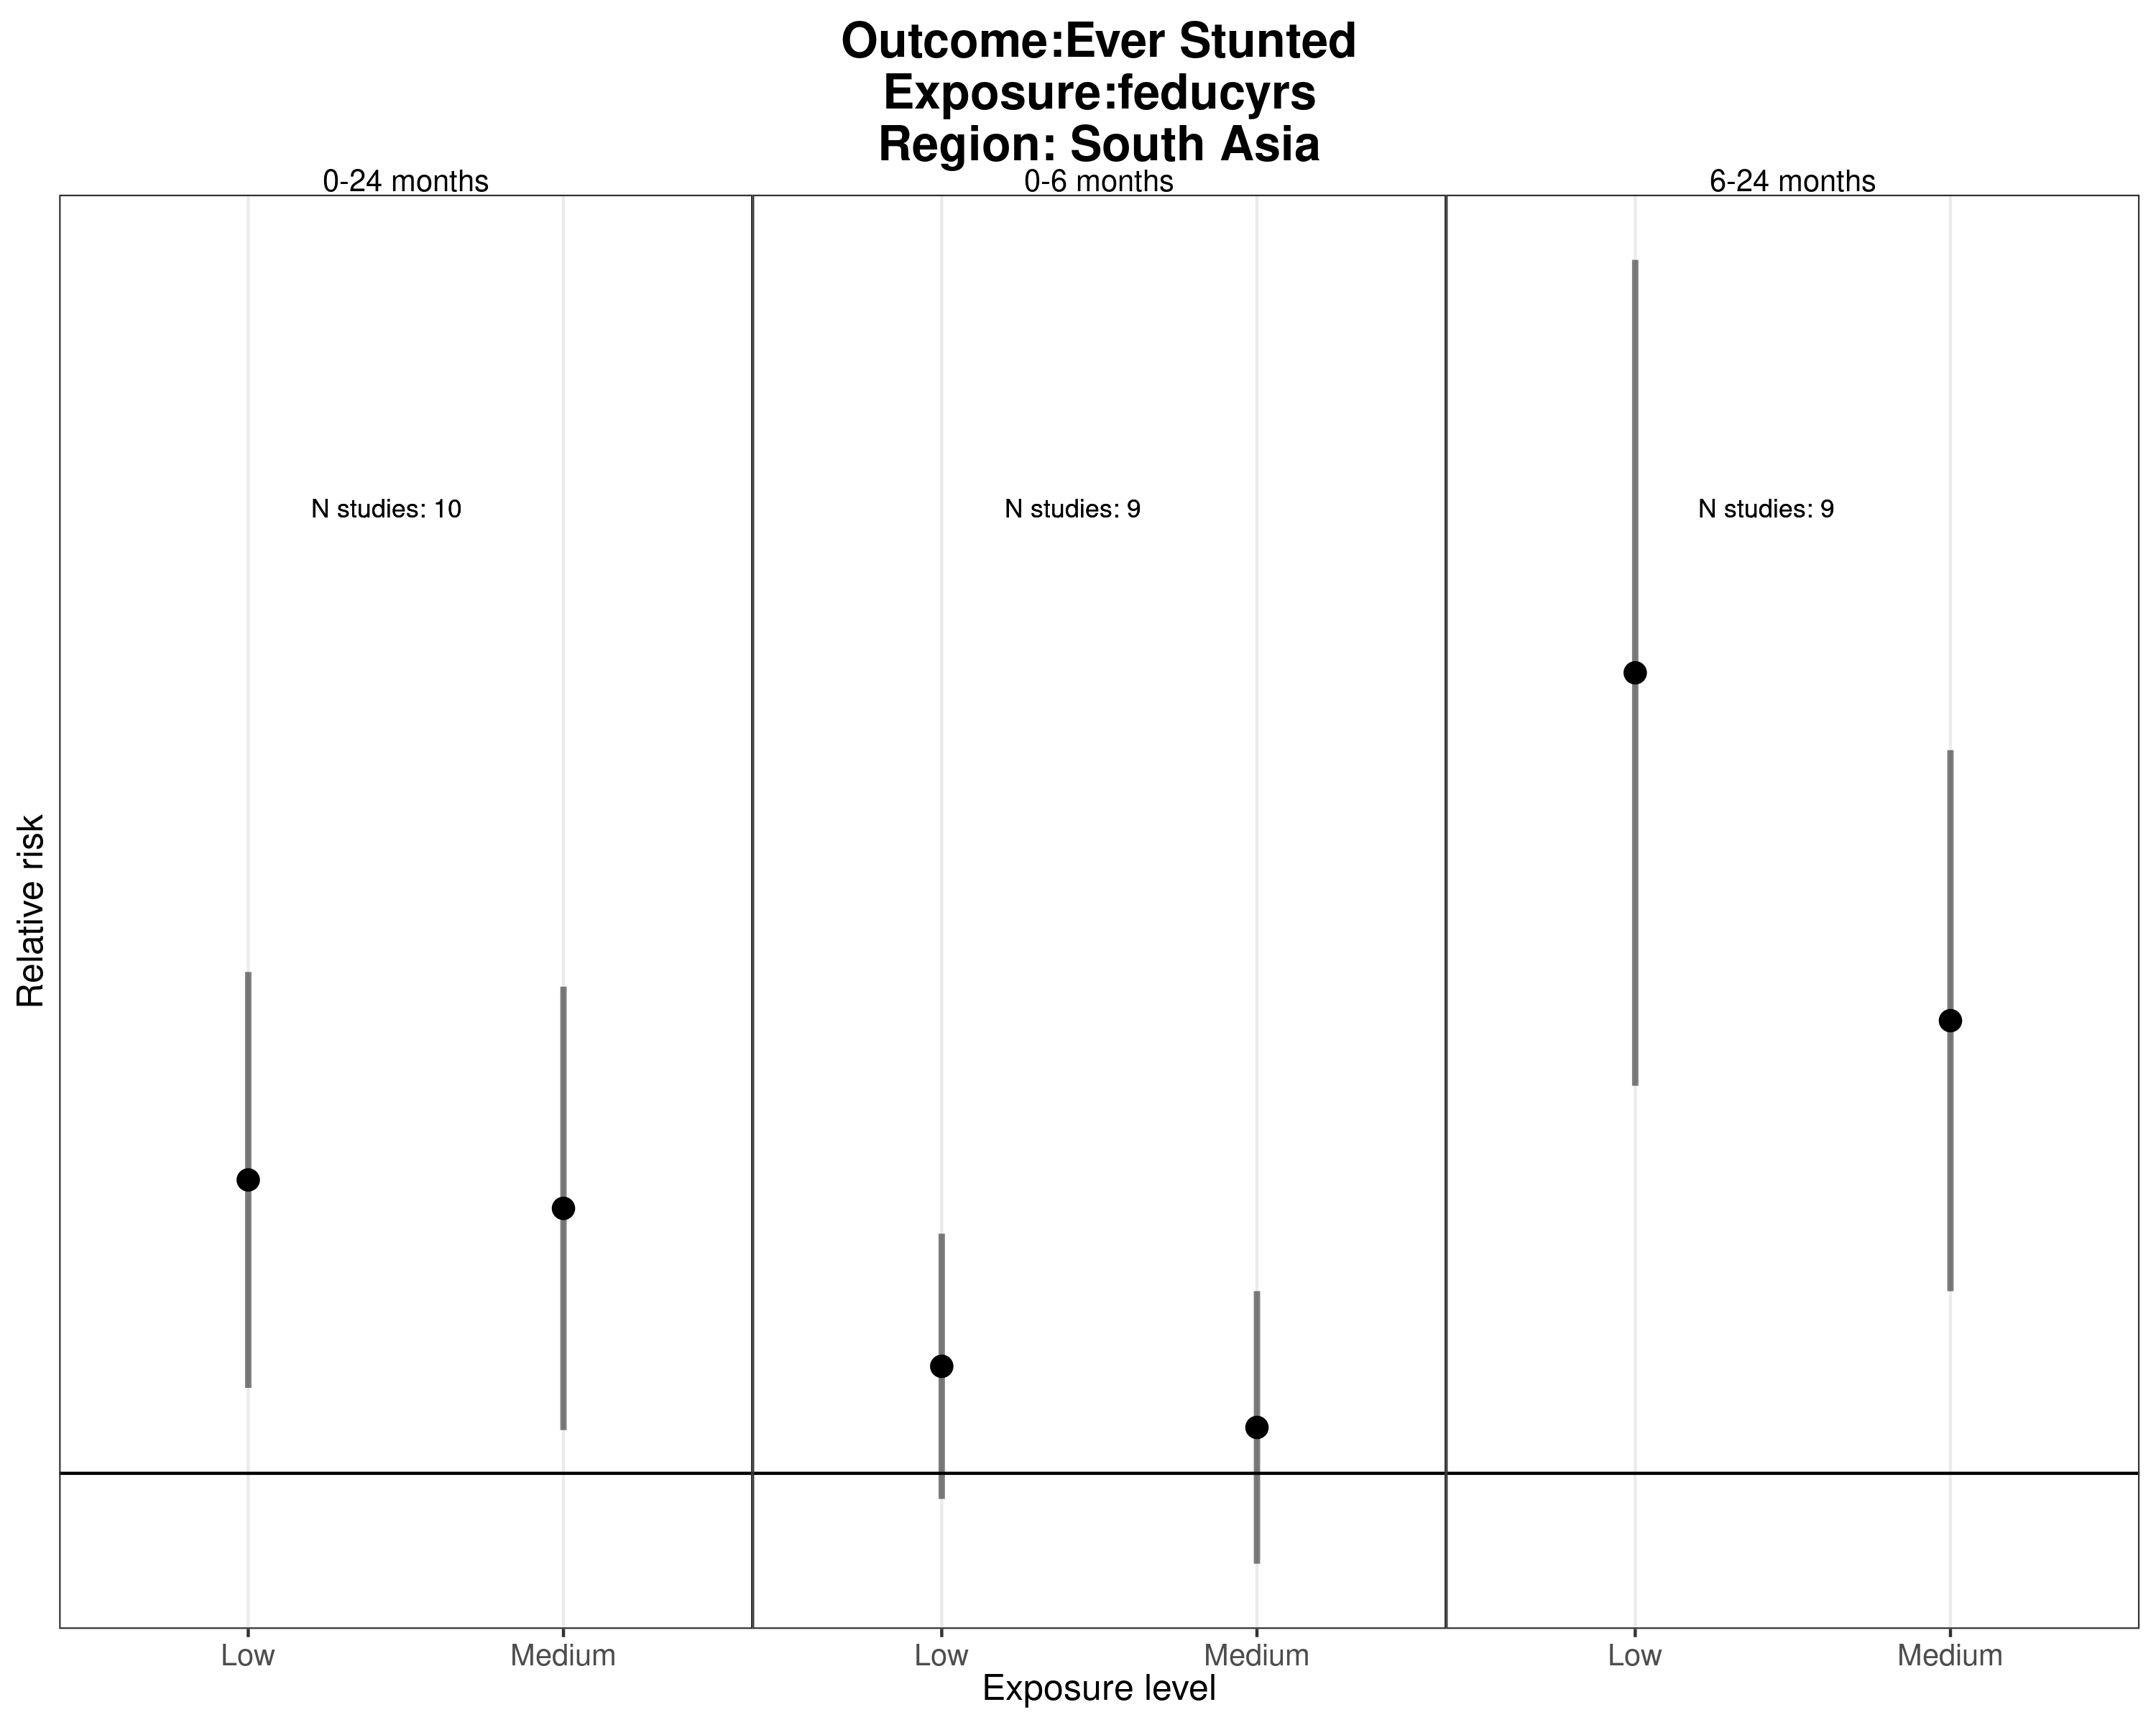 Outcome:Ever Stunted
Exposure:feducyrs
Region: South Asia
0-24 months
0-6 months
6-24 months
N studies: 10
N studies: 9
N studies: 9
Relative risk
Low
Medium
Low
Medium
Low
Medium
Exposure level